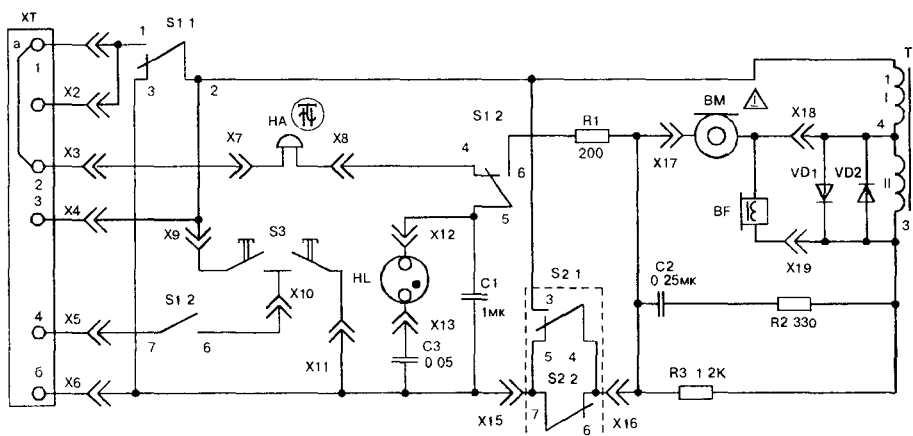 XT
а
1
2
3
4
б
X2
X3
X4
X5
X6
1
S1 1
3
2
X7
HA
X8
S1 2
4
6
5
R1
200
X17
BM
X18
T
1
I
4
II
3
VD1
VD2
BF
X19
X9
S3
X10
X11
S1 2
7
6
HL
X12
X13
C3
0 05
C1
1мк
S2 1
3
5
4
S2 2
7
6
X15
X16
C2
0 25мк
R2 330
R3 1 2К